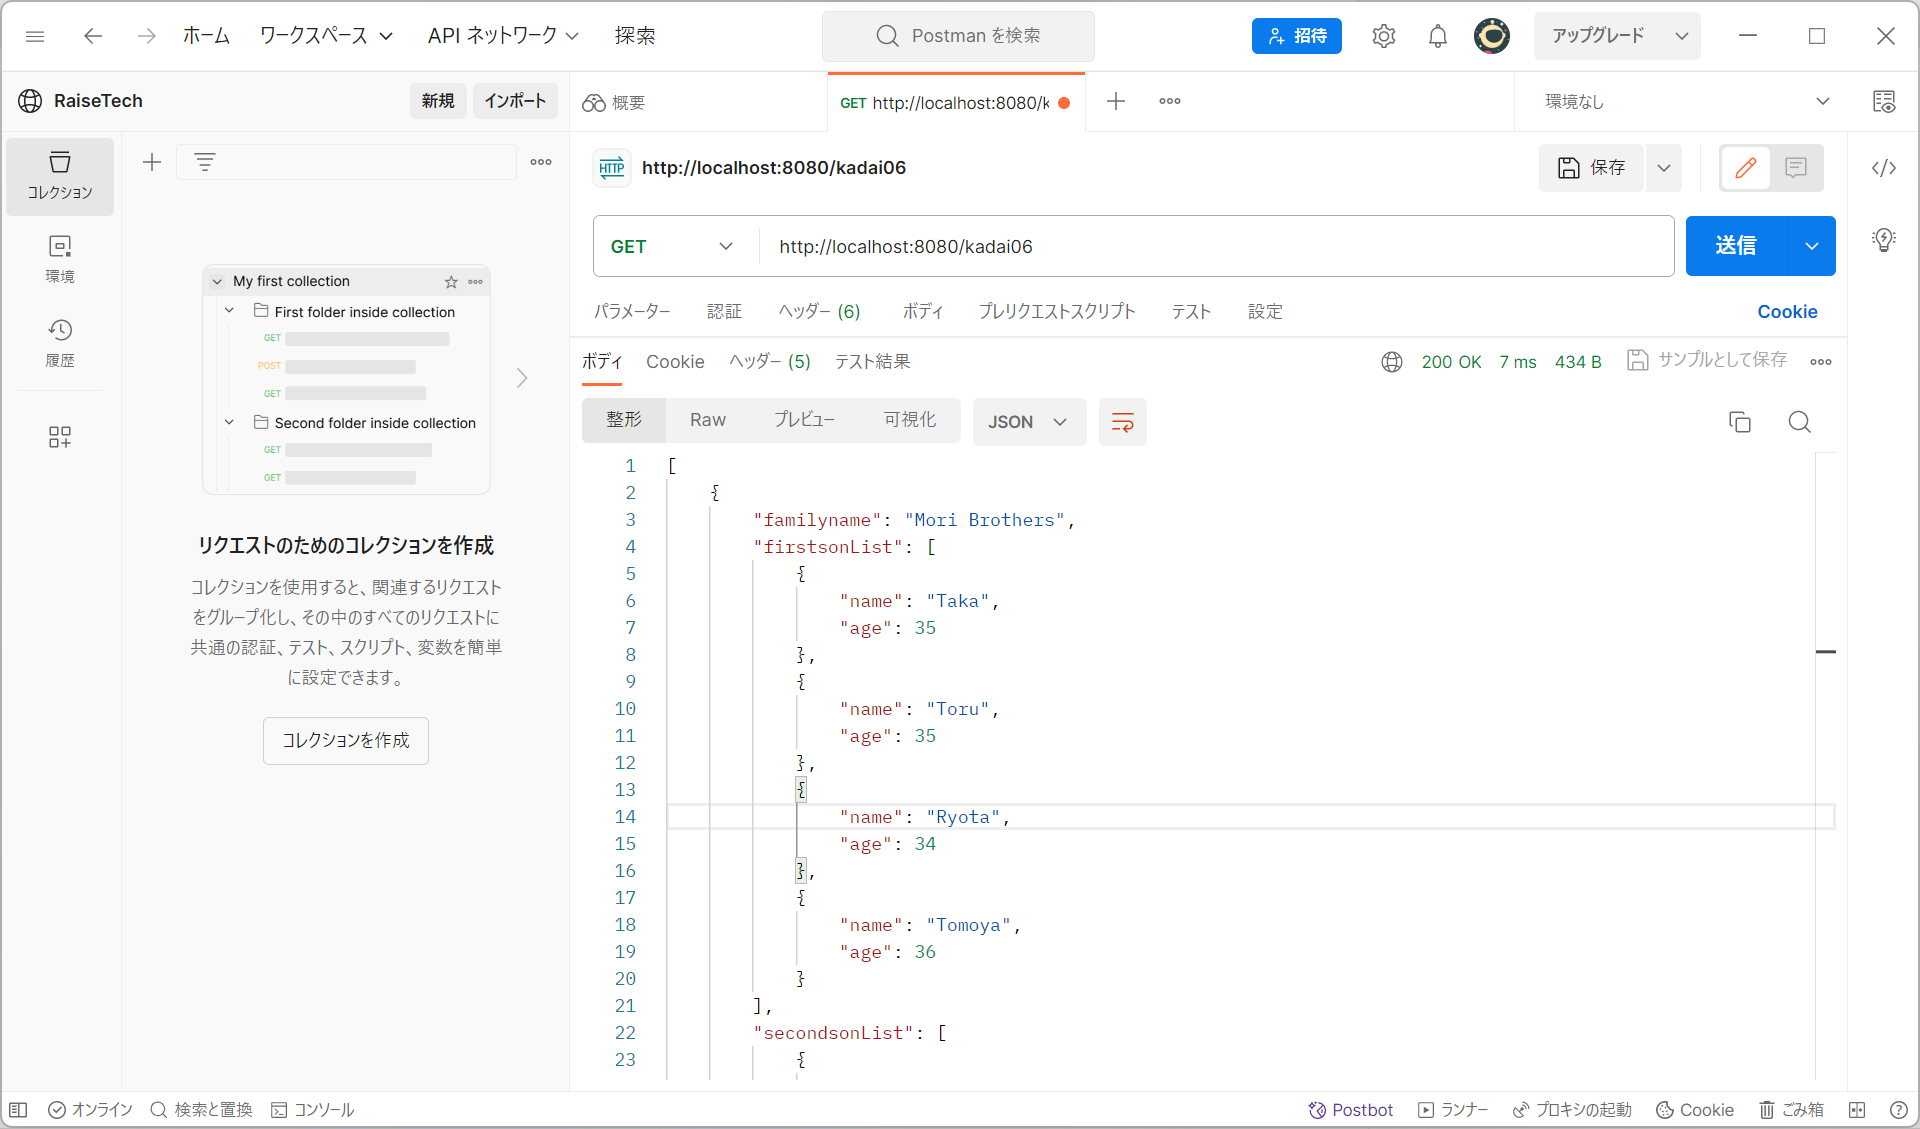 ホーム ワークスペース API ネットワーク 探索 Postman を検索 招待 アップグレード
RaiseTech 新規 インポート 概要 GET http://localhost:8080/k 環境なし
コレクション
環境
履歴
My first collection
First folder inside collection
GET
POST
GET
Second folder inside collection
GET
GET
リクエストのためのコレクションを作成
コレクションを使用すると、関連するリクエスト
をグループ化し、その中のすべてのリクエストに
共通の認証、テスト、スクリプト、変数を簡単
に設定できます。
コレクションを作成
HTTP http://localhost:8080/kadai06 保存
GET http://localhost:8080/kadai06 送信
パラメーター 認証 ヘッダー (6) ボディ プレリクエストスクリプト テスト 設定 Cookie
ボディ Cookie ヘッダー (5) テスト結果 200 OK 7 ms 434 B サンプルとして保存
整形 Raw プレビュー 可視化 JSON
1 [
2 {
3 "familyname": "Mori Brothers",
4 "firstsonList": [
5 {
6 "name": "Taka",
7 "age": 35
8 },
9 {
10 "name": "Toru",
11 "age": 35
12 },
13 {
14 "name": "Ryota",
15 "age": 34
16 },
17 {
18 "name": "Tomoya",
19 "age": 36
20 }
21 ],
22 "secondsonList": [
23 {
オンライン 検索と置換 コンソール Postbot ランナー プロキシの起動 Cookie ごみ箱